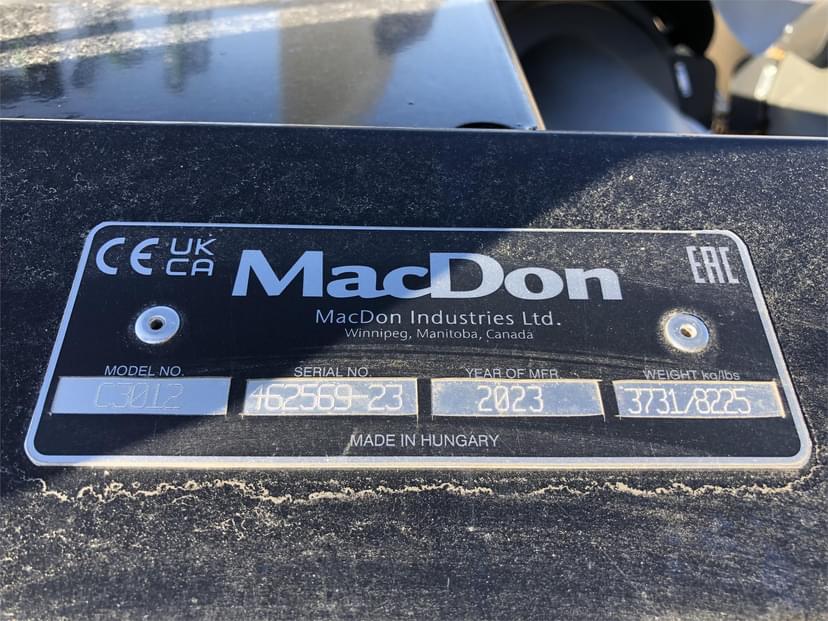 CE UK CA MacDon EAC
MacDon Industries Ltd.
Winnipeg, Manitoba, Canada
MODEL NO. SERIAL NO. YEAR OF MFR WEIGHT kg/lbs
C3012 462569-23 2023 3731/8225
MADE IN HUNGARY